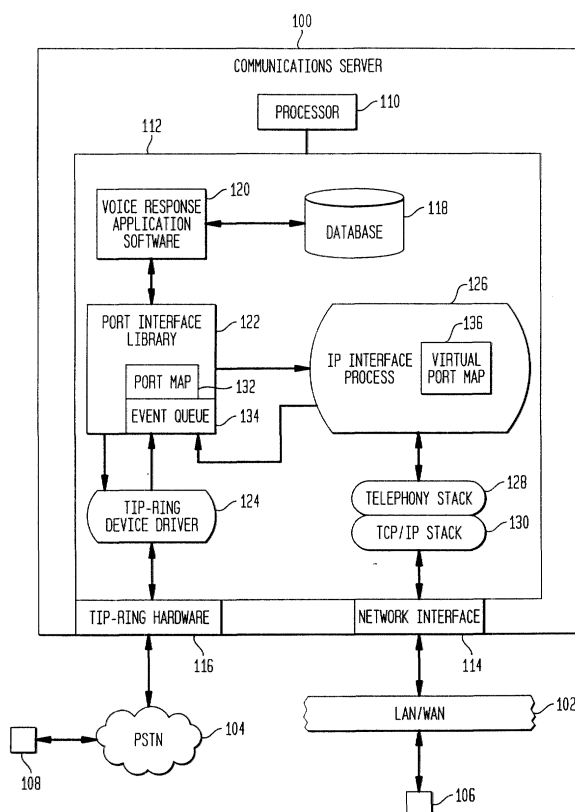 100
COMMUNICATIONS SERVER
PROCESSOR
110
112
120
VOICE RESPONSE
APPLICATION
SOFTWARE
118
DATABASE
122
PORT INTERFACE
LIBRARY
126
136
IP INTERFACE
PROCESS
VIRTUAL
PORT MAP
PORT MAP
132
EVENT QUEUE
134
TIP-RING
DEVICE DRIVER
124
TELEPHONY STACK
128
TCP/IP STACK
130
TIP-RING HARDWARE
NETWORK INTERFACE
116
114
LAN/WAN
102
PSTN
104
108
106